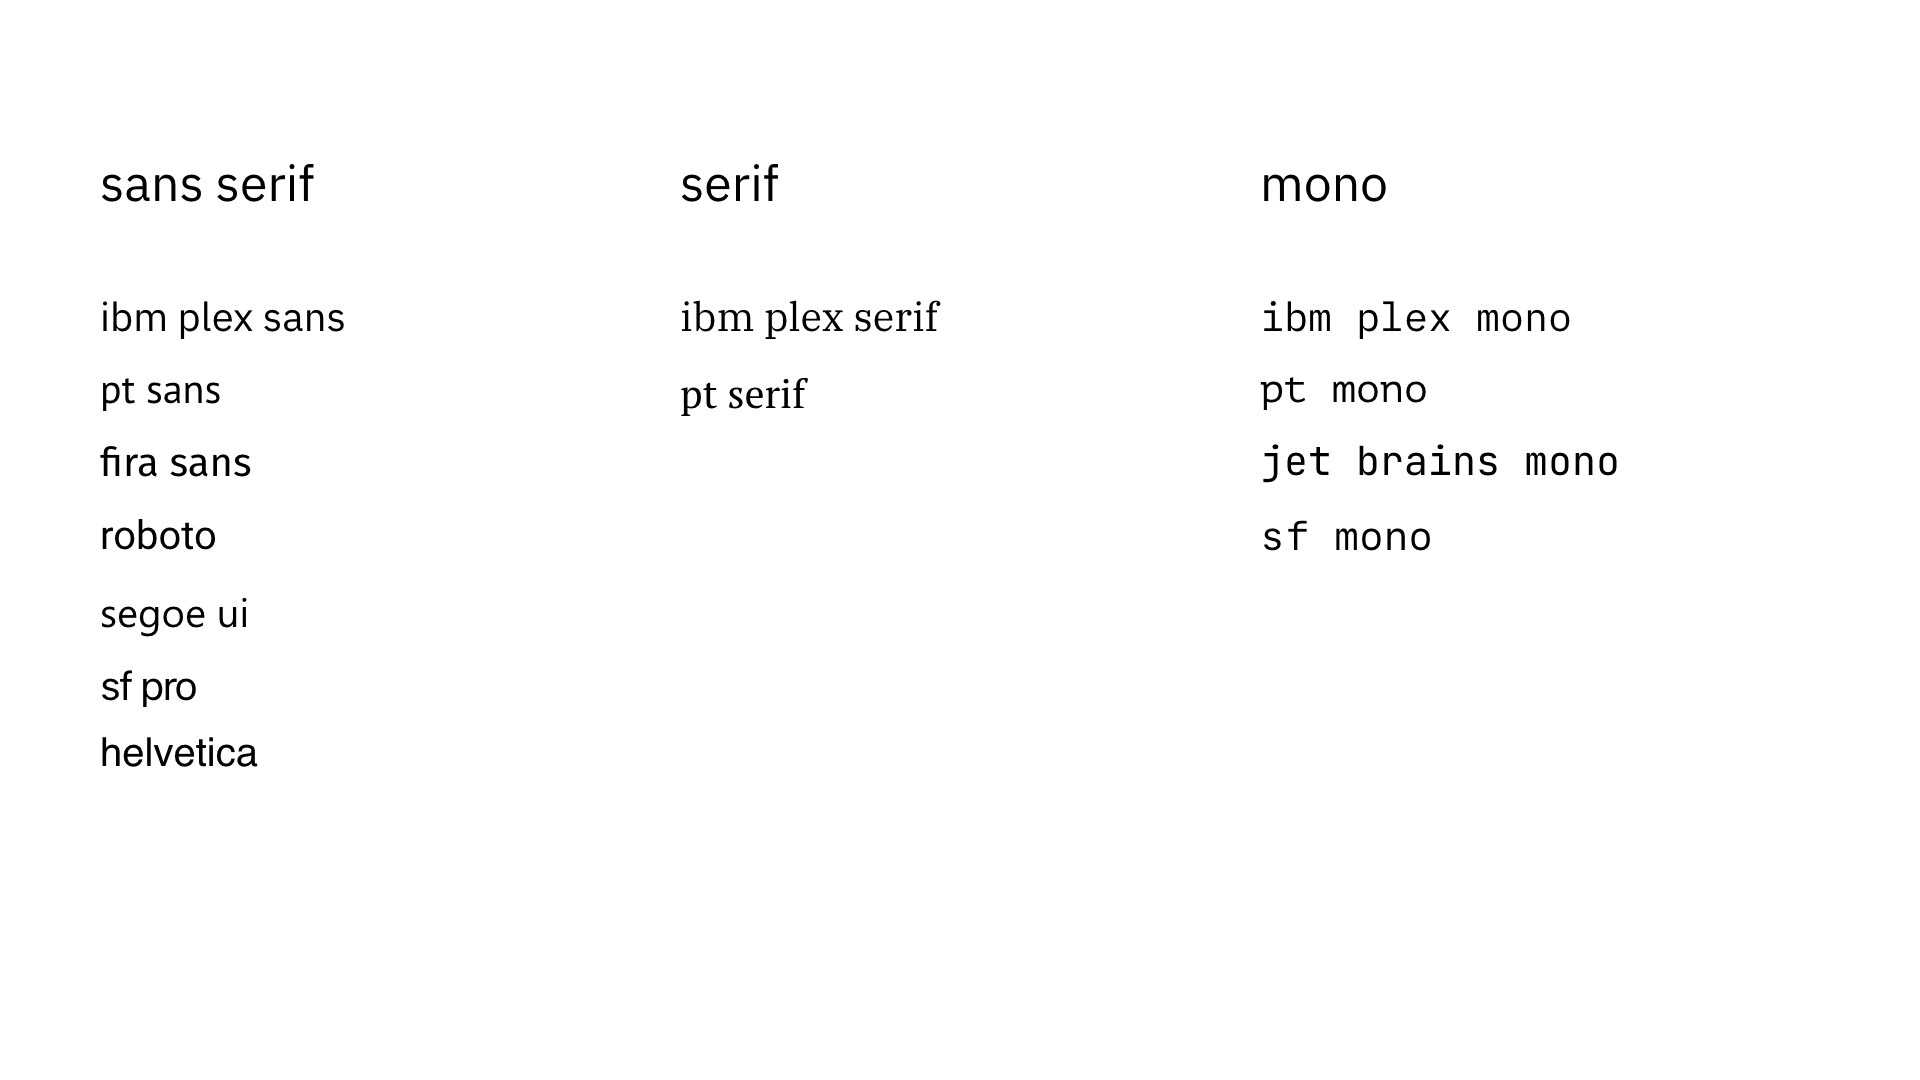 sans serif
ibm plex sans
pt sans
fira sans
roboto
segoe ui
sf pro
helvetica
serif
ibm plex serif
pt serif
mono
ibm plex mono
pt mono
jet brains mono
sf mono